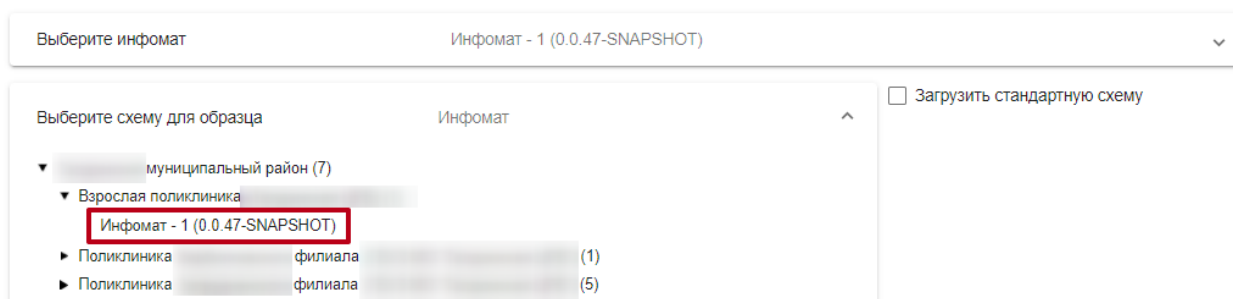 Выберите инфомат Инфомат - 1 (0.0.47-SNAPSHOT)
Загрузить стандартную схему
Выберите схему для образца Инфомат
муниципальный район (7)
Взрослая поликлиника
Инфомат - 1 (0.0.47-SNAPSHOT)
Поликлиника филиала (1)
Поликлиника филиала (5)